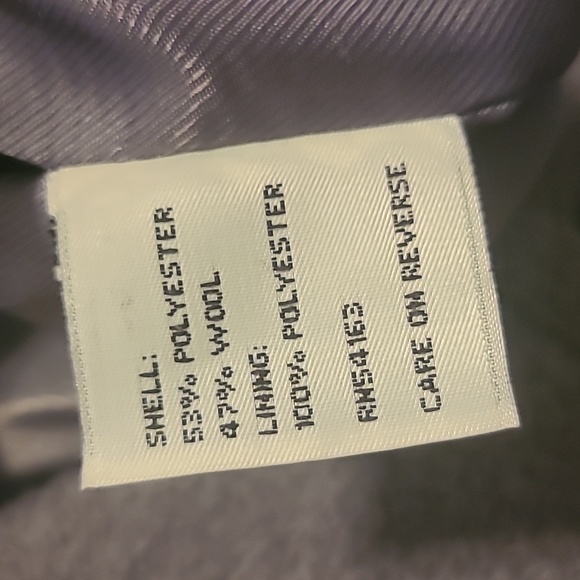 SHELL:
53% POLYESTER
47% WOOL
LINING:
100% POLYESTER
RN54163
CARE ON REVERSE